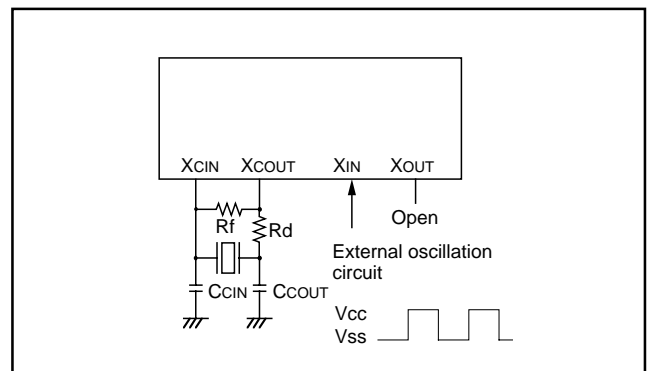 XCIN XCOUT XIN XOUT
Rf
Rd
Open
External oscillation
circuit
CCIN CCOUT
Vcc
Vss